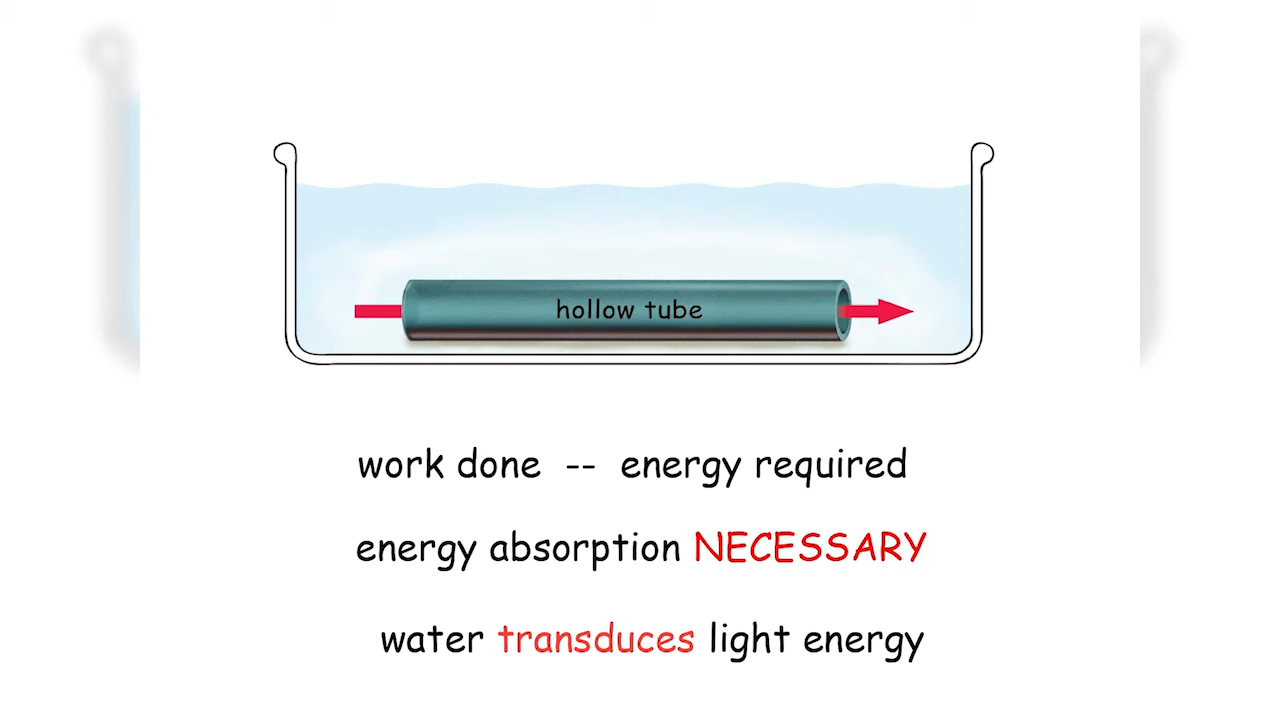 hollow tube
work done -- energy required
energy absorption NECESSARY
water transduces light energy